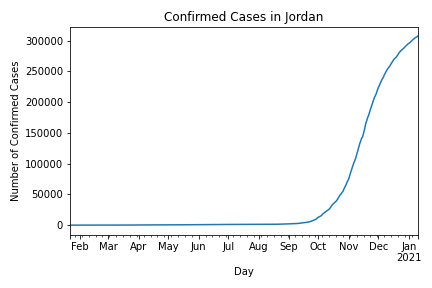 Confirmed Cases in Jordan
Number of Confirmed Cases
300000
250000
200000
150000
100000
50000
0
Feb Mar Apr May Jun Jul Aug Sep Oct Nov Dec Jan
2021
Day